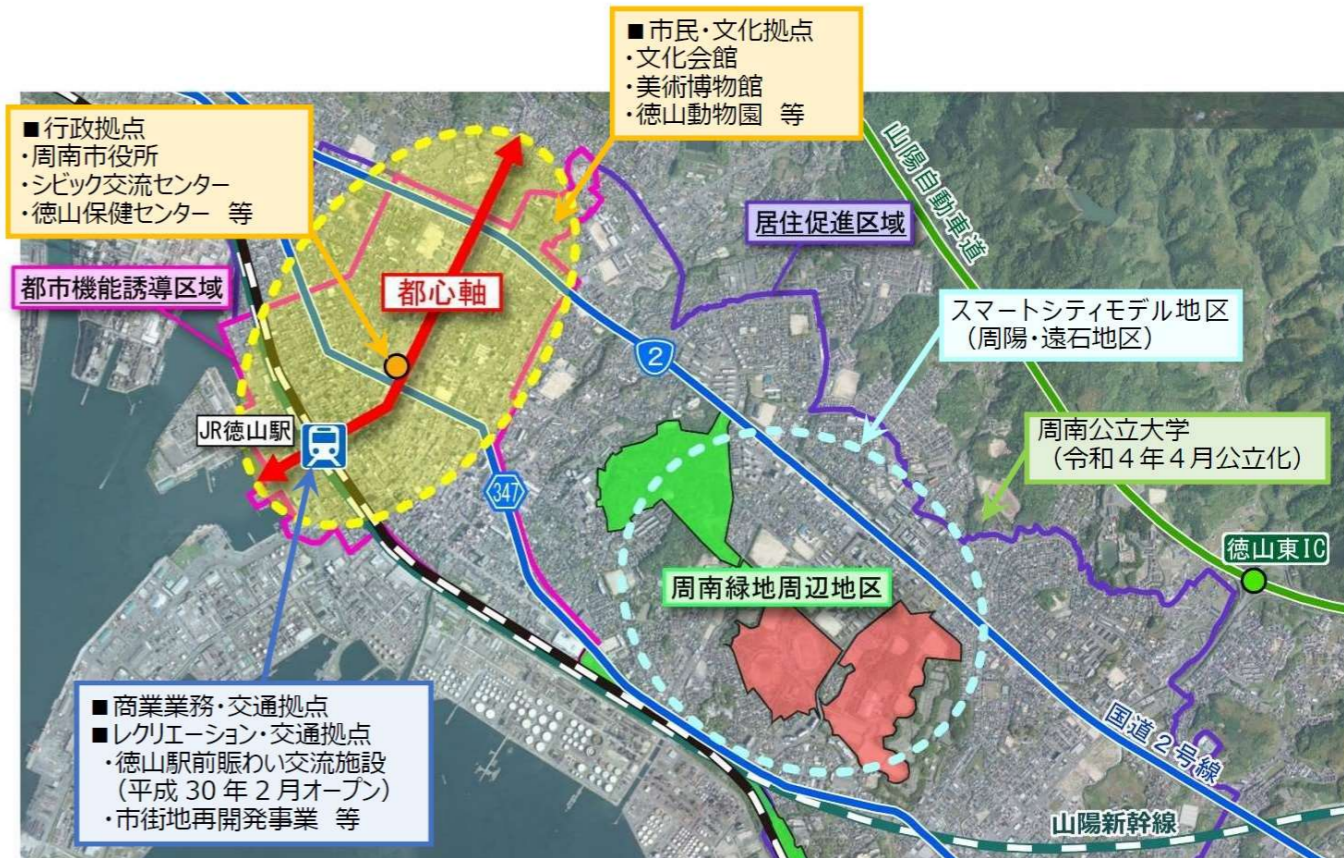 ■市民・文化拠点
・文化会館
・美術博物館
・徳山動物園 等
■行政拠点
・周南市役所
・シビック交流センター
・徳山保健センター 等
山陽自動車道
居住促進区域
都市機能誘導区域
都心軸
スマートシティモデル地区
（周陽・遠石地区）
2
JR徳山駅
周南公立大学
（令和４年４月公立化）
347
徳山東IC
周南緑地周辺地区
■商業業務・交通拠点
■レクリエーション・交通拠点
・徳山駅前賑わい交流施設
（平成 30 年 2 月オープン）
・市街地再開発事業 等
国道２号線
山陽新幹線